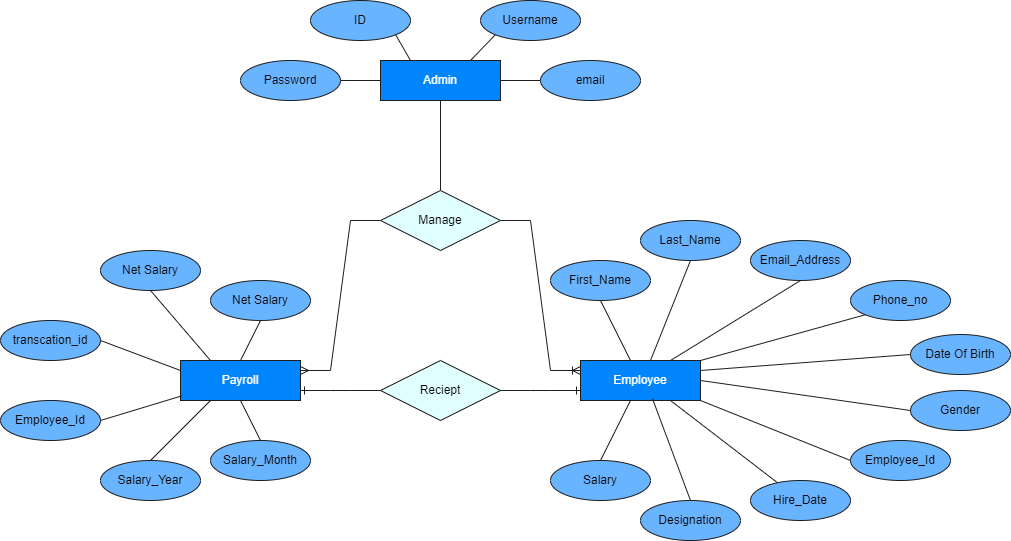 ID
Username
Password
Admin
email
Manage
Last_Name
Email_Address
Net Salary
First_Name
Net Salary
Phone_no
transcation_id
Date Of Birth
Payroll
Reciept
Employee
Employee_Id
Gender
Salary_Year
Salary_Month
Salary
Employee_Id
Designation
Hire_Date